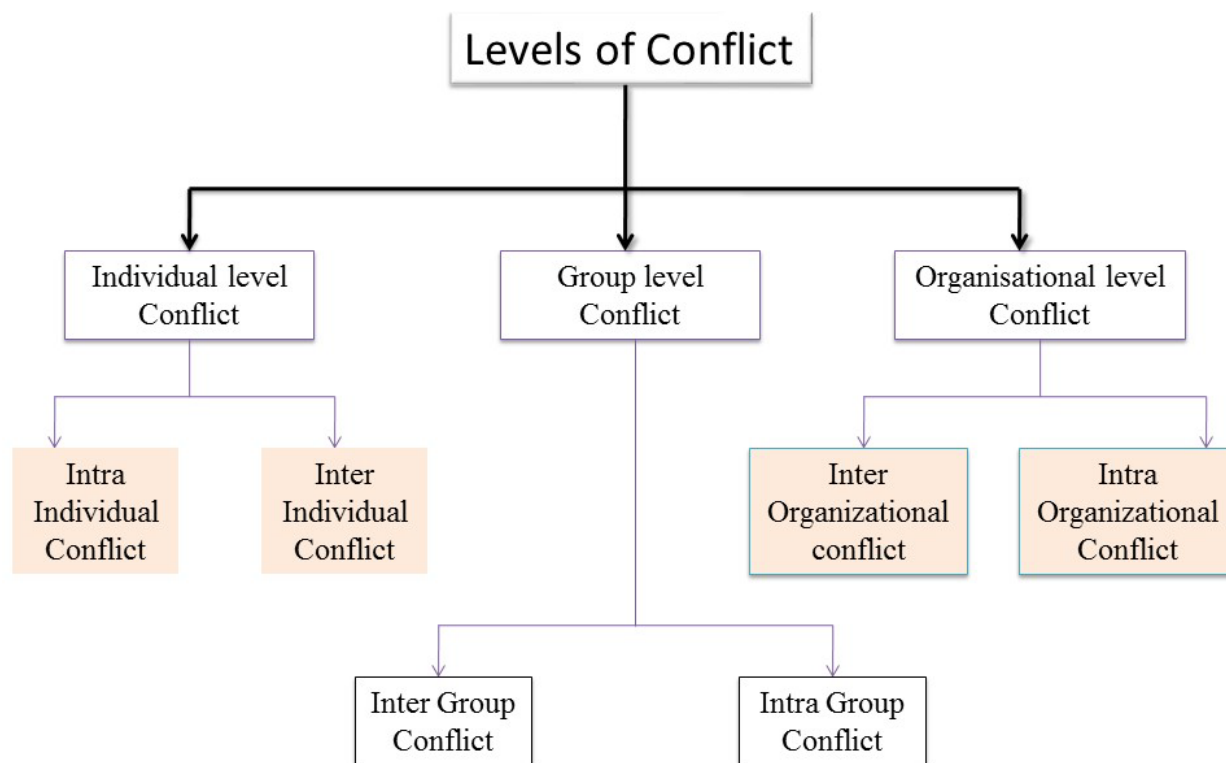 Levels of Conflict
Individual level
Conflict
Group level
Conflict
Organisational level
Conflict
Intra
Individual
Conflict
Inter
Individual
Conflict
Inter
Organizational
conflict
Intra
Organizational
Conflict
Inter Group
Conflict
Intra Group
Conflict